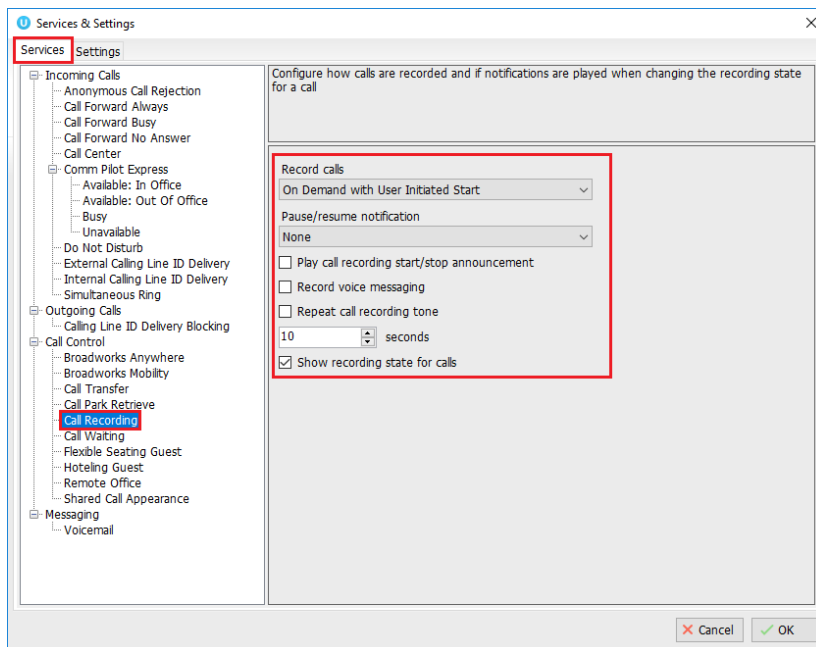 Services & Settings
Services Settings
Incoming Calls
Anonymous Call Rejection
Call Forward Always
Call Forward Busy
Call Forward No Answer
Call Center
Comm Pilot Express
Available: In Office
Available: Out Of Office
Busy
Unavailable
Do Not Disturb
External Calling Line ID Delivery
Internal Calling Line ID Delivery
Simultaneous Ring
Outgoing Calls
Calling Line ID Delivery Blocking
Call Control
Broadworks Anywhere
Broadworks Mobility
Call Transfer
Call Park Retrieve
Call Recording
Call Waiting
Flexible Seating Guest
Hoteling Guest
Remote Office
Shared Call Appearance
Messaging
Voicemail
Configure how calls are recorded and if notifications are played when changing the recording state
for a call
Record calls
On Demand with User Initiated Start
Pause/resume notification
None
Play call recording start/stop announcement
Record voice messaging
Repeat call recording tone
10 seconds
Show recording state for calls
Cancel OK